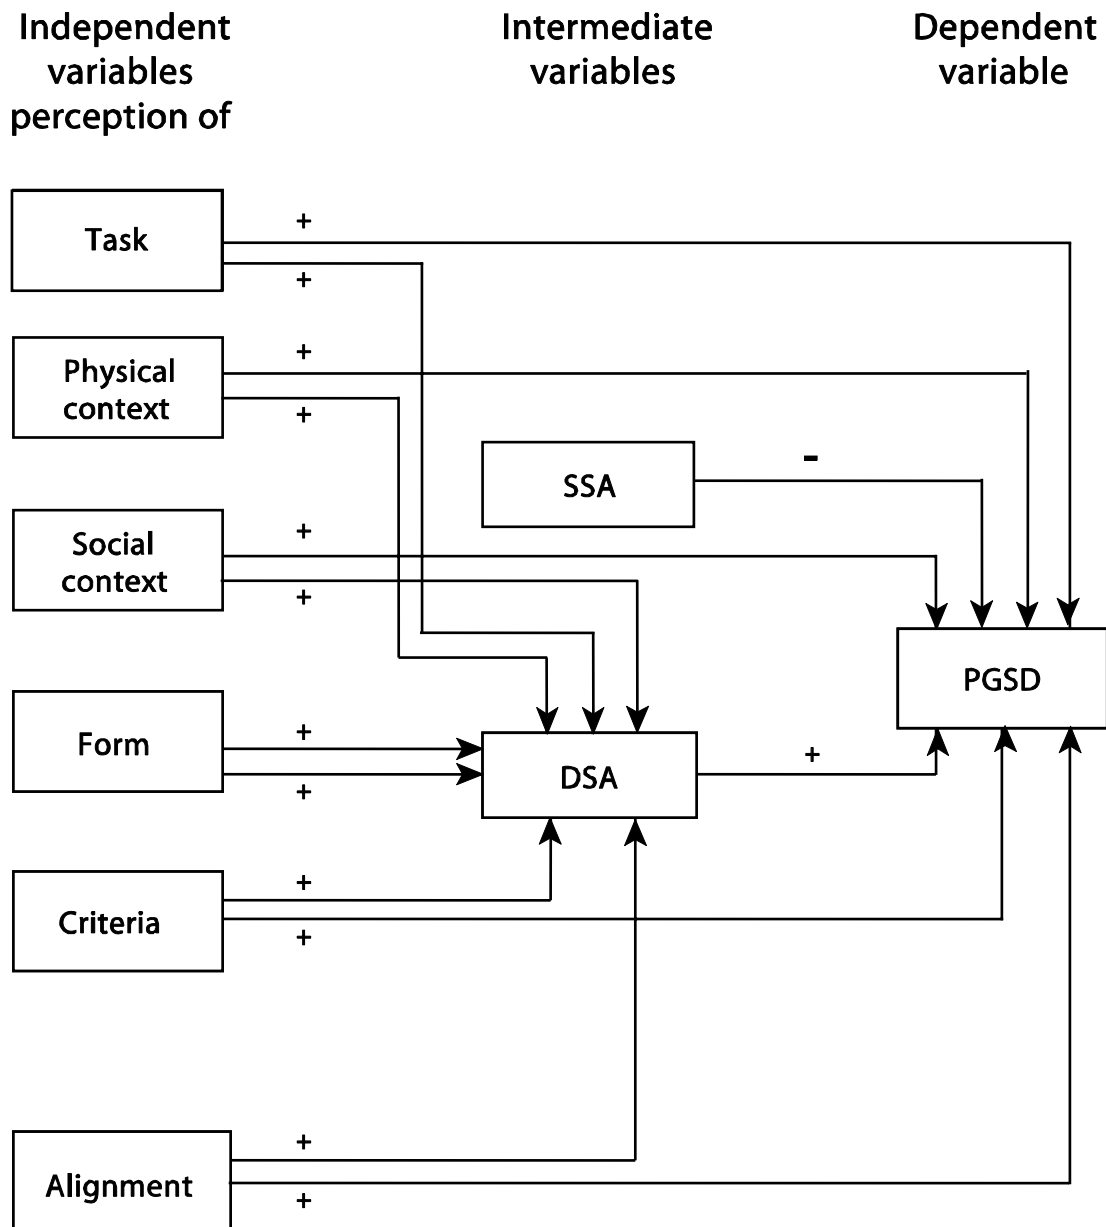 Independent
variables
perception of
Intermediate
variables
Dependent
variable
Task
+
+
Physical
context
+
+
SSA
-
Social
context
+
+
PGSD
Form
+
+
DSA
+
Criteria
+
+
Alignment
+
+